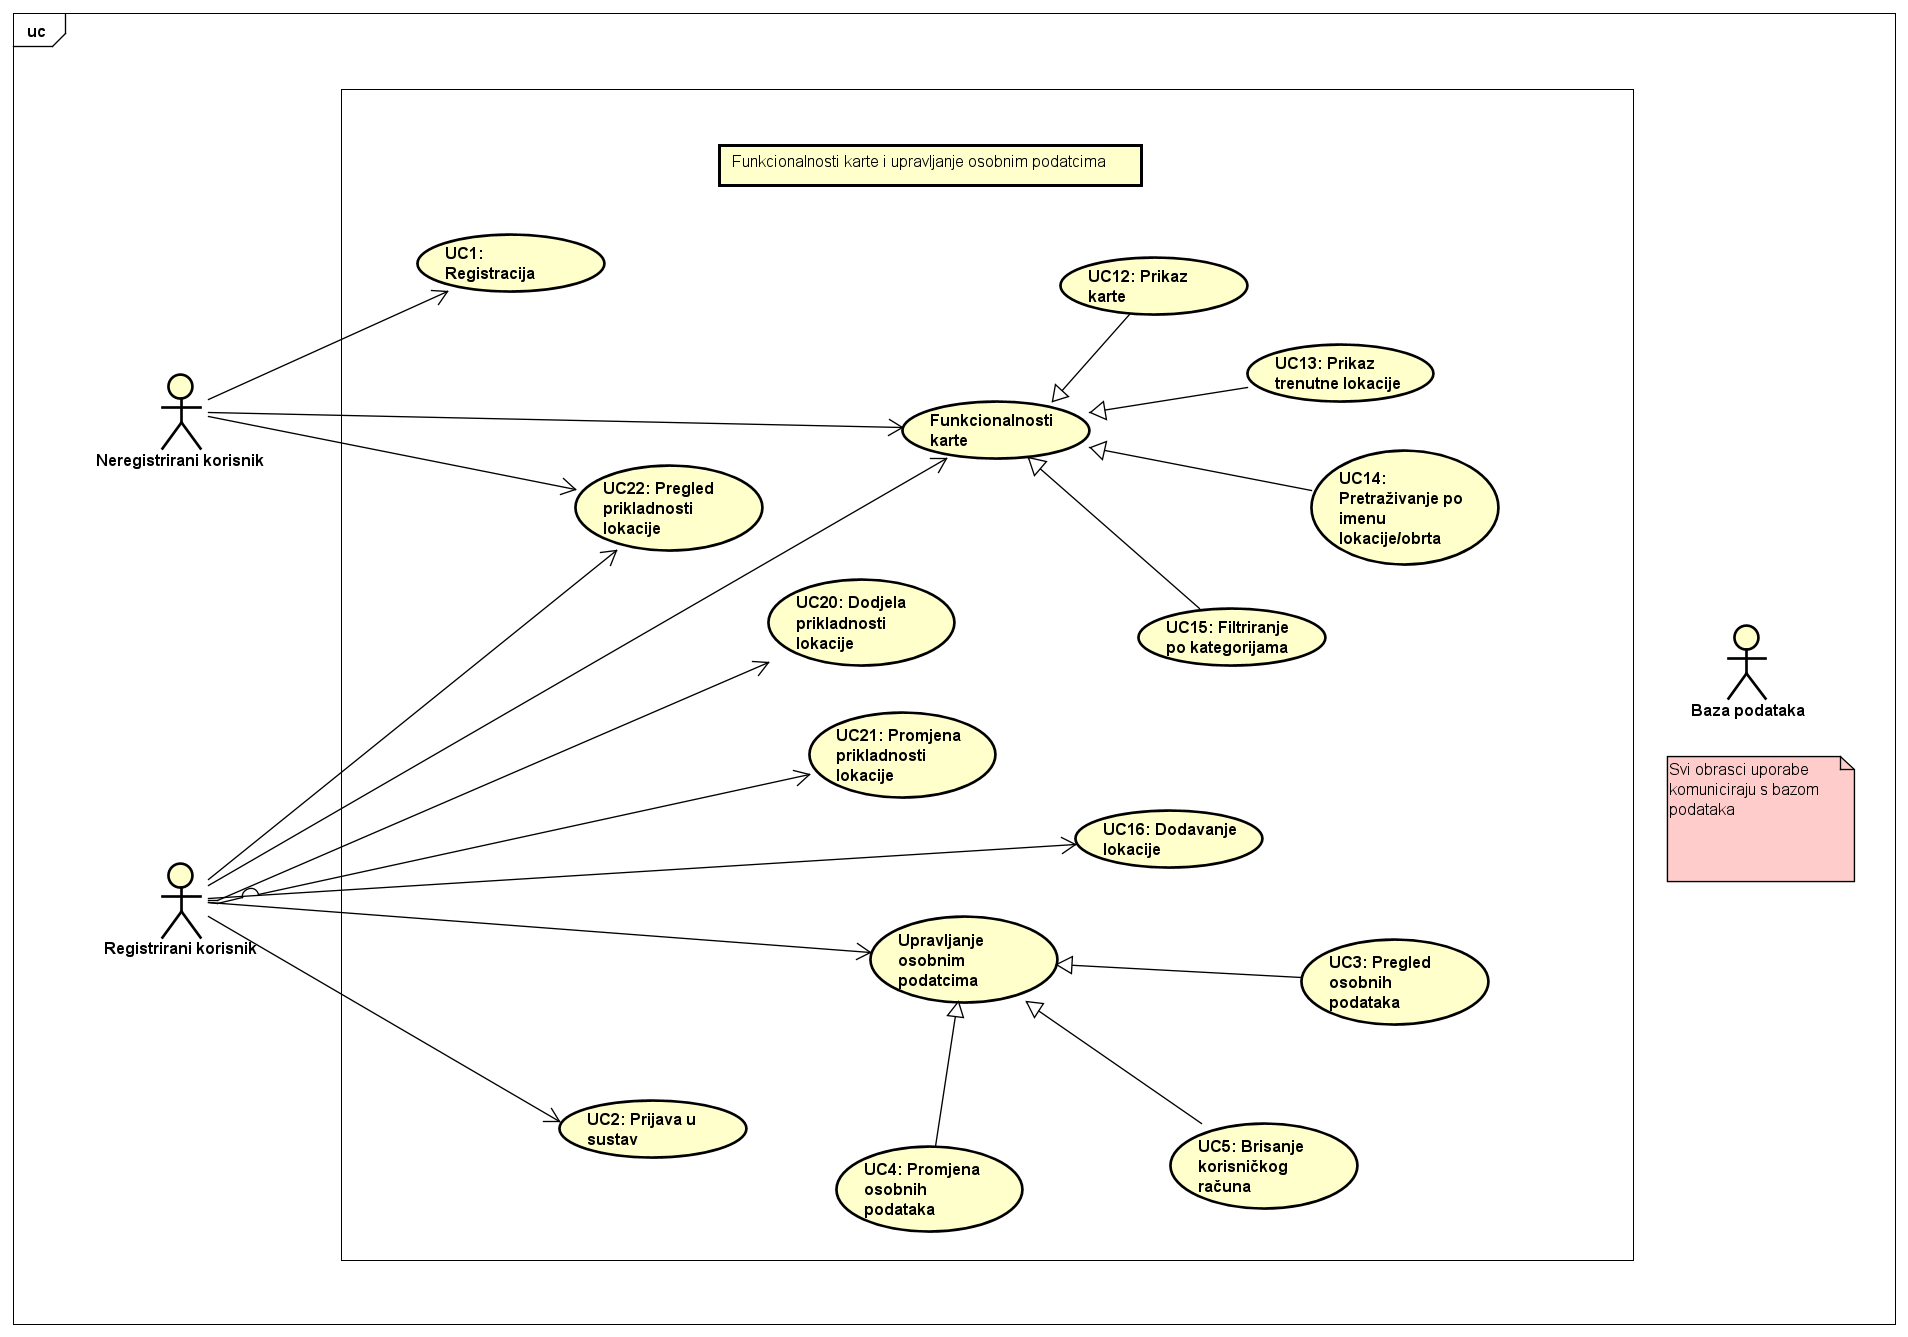 uc
Funkcionalnosti karte i upravljanje osobnim podatcima
UC1:
Registracija
UC12: Prikaz
karte
UC13: Prikaz
trenutne lokacije
Funkcionalnosti
karte
Neregistrirani korisnik
UC22: Pregled
prikladnosti
lokacije
UC14:
Pretraživanje po
imenu
lokacije/obrta
UC20: Dodjela
prikladnosti
lokacije
UC15: Filtriranje
po kategorijama
Baza podataka
UC21: Promjena
prikladnosti
lokacije
Svi obrasci uporabe
komuniciraju s bazom
podataka
UC16: Dodavanje
lokacije
Registrirani korisnik
Upravljanje
osobnim
podatcima
UC3: Pregled
osobnih
podataka
UC2: Prijava u
sustav
UC4: Promjena
osobnih
podataka
UC5: Brisanje
korisničkog
računa